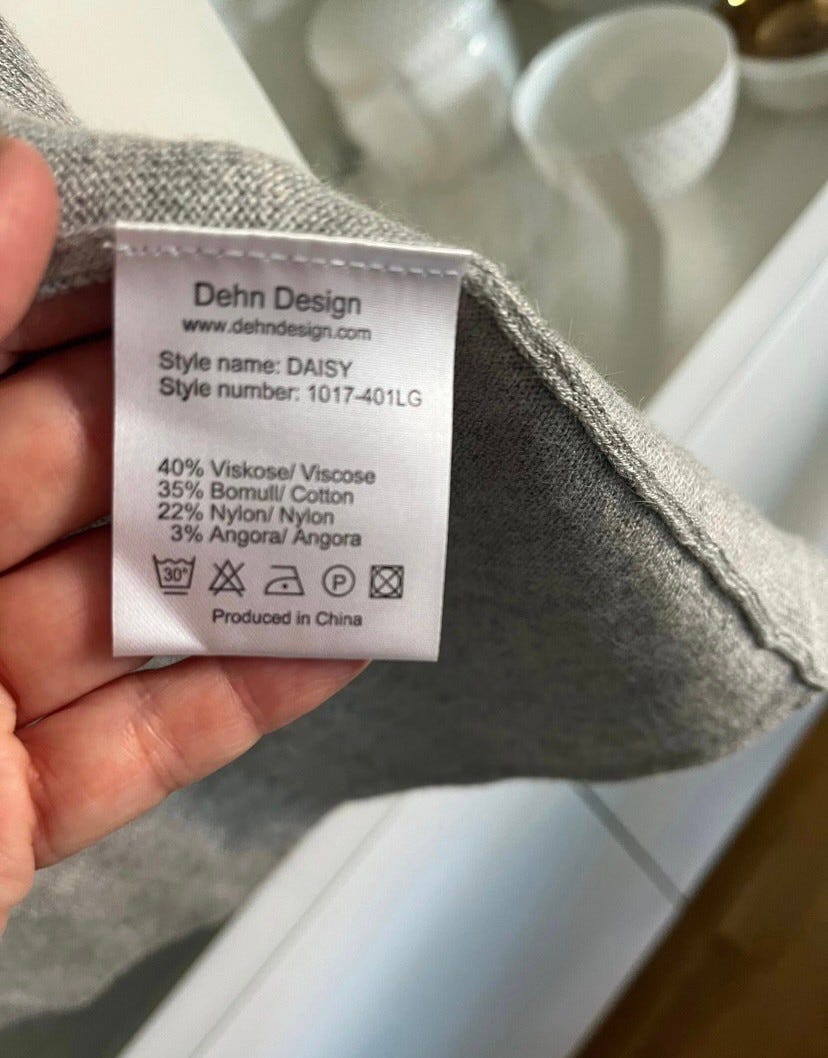 Dehn Design
www.dehndesign.com
Style name: DAISY
Style number: 1017-401LG
40% Viskose/ Viscose
35% Bomull/ Cotton
22% Nylon/ Nylon
3% Angora/ Angora
30° P
Produced in China